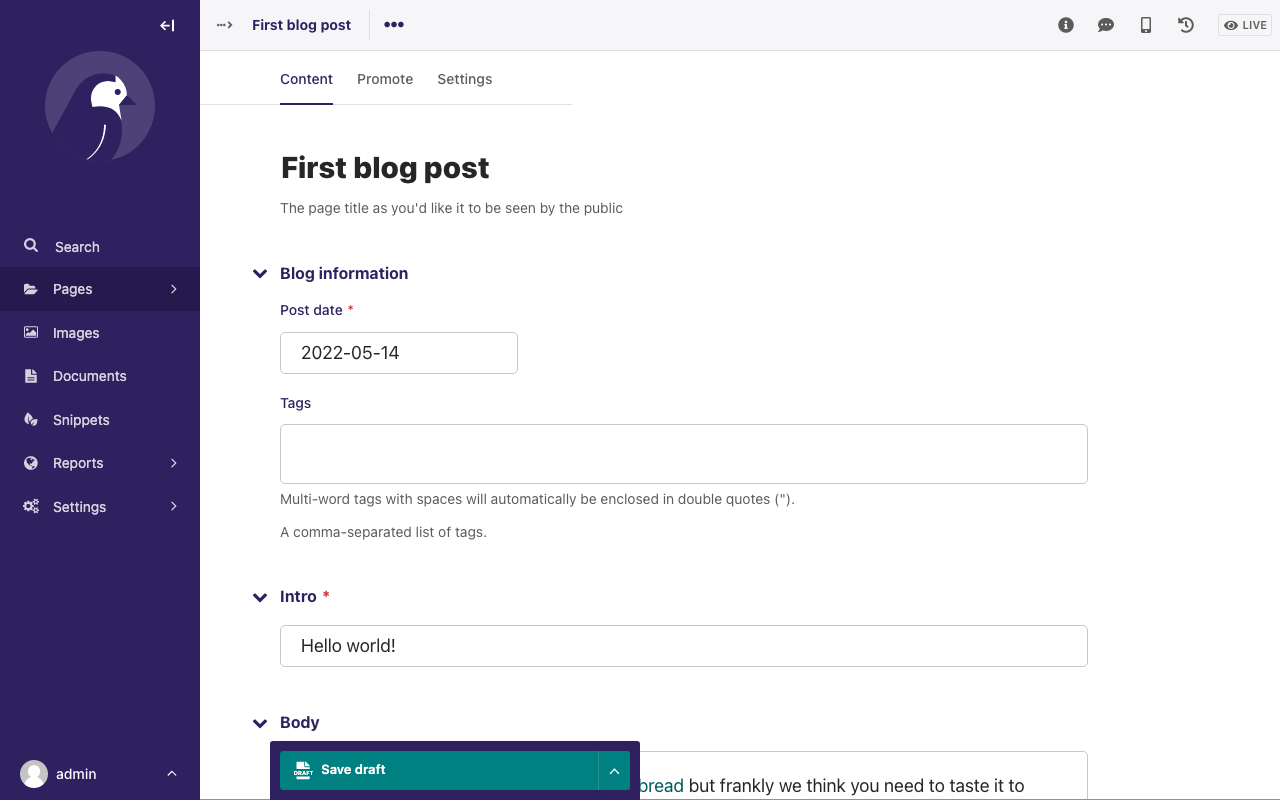 First blog post
•••
LIVE
Content Promote Settings
First blog post
The page title as you'd like it to be seen by the public
Search
Pages
Images
Documents
Snippets
Reports
Settings
Blog information
Post date *
2022-05-14
Tags
Multi-word tags with spaces will automatically be enclosed in double quotes (").
A comma-separated list of tags.
Intro *
Hello world!
Body
bread but frankly we think you need to taste it to
DRAFT Save draft
admin